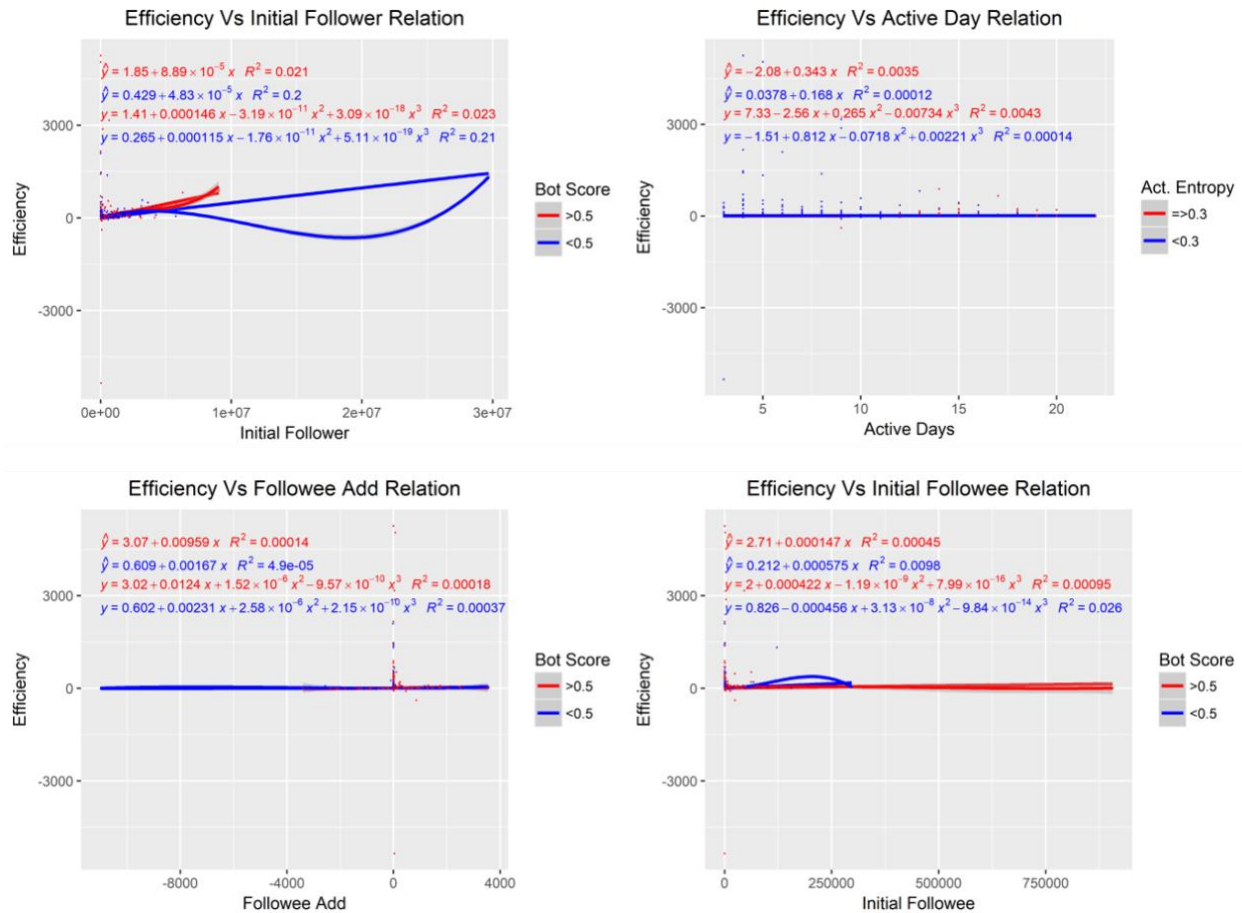 Efficiency Vs Initial Follower Relation
ŷ = 1.85 + 8.89 × 10⁻⁵ x R² = 0.021
ŷ = 0.429 + 4.83 × 10⁻⁵ x R² = 0.2
y = 1.41 + 0.000146 x − 3.19 × 10⁻¹¹ x² + 3.09 × 10⁻¹⁸ x³ R² = 0.023
y = 0.265 + 0.000115 x − 1.76 × 10⁻¹¹ x² + 5.11 × 10⁻¹⁹ x³ R² = 0.21
3000
0
-3000
Efficiency
0e+00 1e+07 2e+07 3e+07
Initial Follower
Bot Score
>0.5
<0.5
Efficiency Vs Active Day Relation
ŷ = −2.08 + 0.343 x R² = 0.0035
ŷ = 0.0378 + 0.168 x R² = 0.00012
y = 7.33 − 2.56 x + 0.265 x² − 0.00734 x³ R² = 0.0043
y = −1.51 + 0.812 x − 0.0718 x² + 0.00221 x³ R² = 0.00014
3000
0
-3000
Efficiency
5 10 15 20
Active Days
Act. Entropy
=>0.3
<0.3
Efficiency Vs Followee Add Relation
ŷ = 3.07 + 0.00959 x R² = 0.00014
ŷ = 0.609 + 0.00167 x R² = 4.9e-05
y = 3.02 + 0.0124 x + 1.52 × 10⁻⁶ x² − 9.57 × 10⁻¹⁰ x³ R² = 0.00018
y = 0.602 + 0.00231 x + 2.58 × 10⁻⁶ x² + 2.15 × 10⁻¹⁰ x³ R² = 0.00037
3000
0
-3000
Efficiency
-8000 -4000 0 4000
Followee Add
Bot Score
>0.5
<0.5
Efficiency Vs Initial Followee Relation
ŷ = 2.71 + 0.000147 x R² = 0.00045
ŷ = 0.212 + 0.000575 x R² = 0.0098
y = 2 + 0.000422 x − 1.19 × 10⁻⁹ x² + 7.99 × 10⁻¹⁶ x³ R² = 0.00095
y = 0.826 − 0.000456 x + 3.13 × 10⁻⁸ x² − 9.84 × 10⁻¹⁴ x³ R² = 0.026
3000
0
-3000
Efficiency
0 250000 500000 750000
Initial Followee
Bot Score
>0.5
<0.5